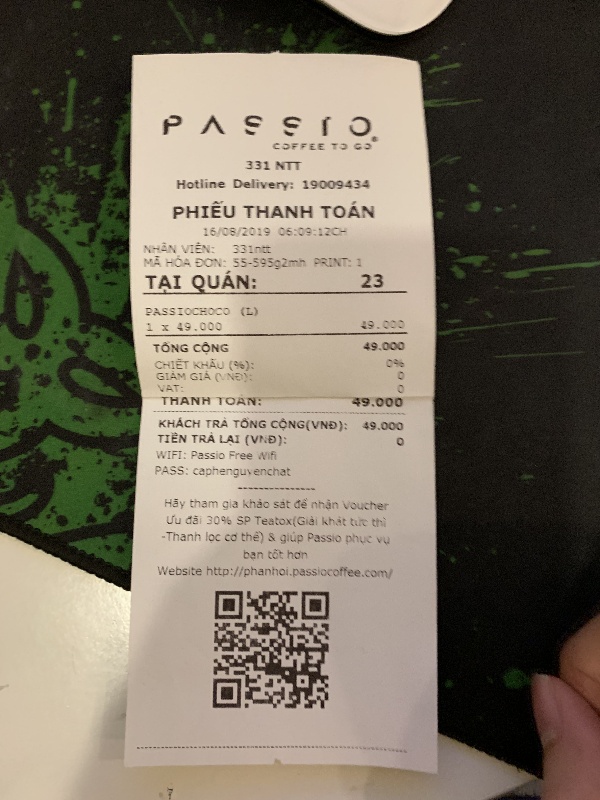 PASSIO
COFFEE TO GO
331 NTT
Hotline Delivery: 19009434
PHIẾU THANH TOÁN
16/08/2019 06:09:12CH
NHÂN VIÊN: 331ntt
MÃ HÓA ĐƠN: 55-595g2mh PRINT: 1
TẠI QUÁN: 23
PASSIOCHOCO (L)
1 x 49.000 49.000
TỔNG CỘNG 49.000
CHIẾT KHẤU (%): 0%
GIẢM GIÁ (VNĐ): 0
VAT: 0
THANH TOÁN: 49.000
KHÁCH TRẢ TỔNG CỘNG(VNĐ): 49.000
TIỀN TRẢ LẠI (VNĐ): 0
WIFI: Passio Free Wifi
PASS: caphenguyenchat
Hãy tham gia khảo sát để nhận Voucher
Ưu đãi 30% SP Teatox(Giải khát tức thì
-Thanh lọc cơ thể) & giúp Passio phục vụ
bạn tốt hơn
Website http://phanhoi.passiocoffee.com/